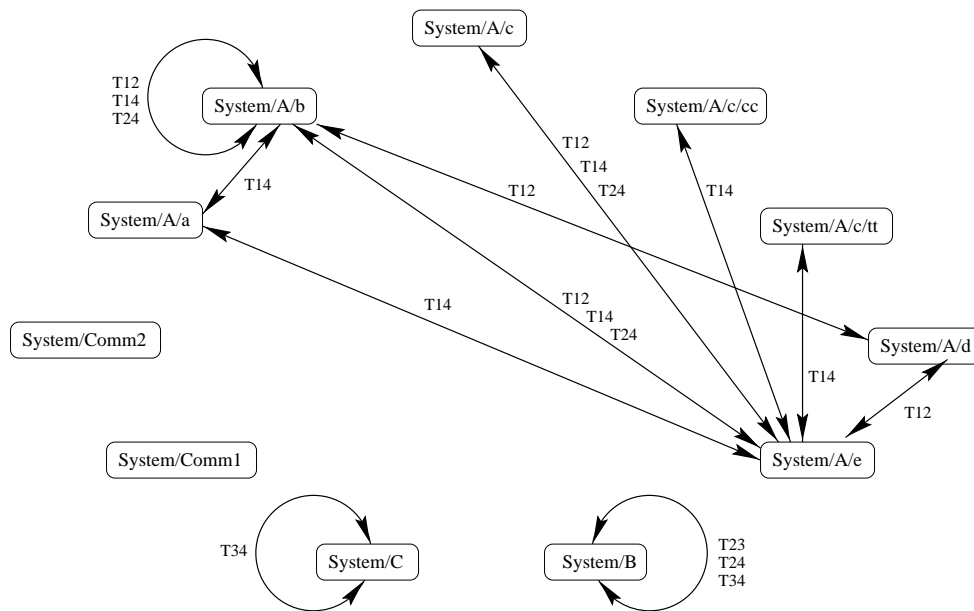 System/A/c
T12
T14
T24
System/A/b
System/A/c/cc
T12
T14
T24
T14
T14
T12
System/A/a
System/A/c/tt
T12
T14
T24
T14
System/Comm2
System/A/d
T14
T12
System/Comm1
System/A/e
T34
System/C
System/B
T23
T24
T34